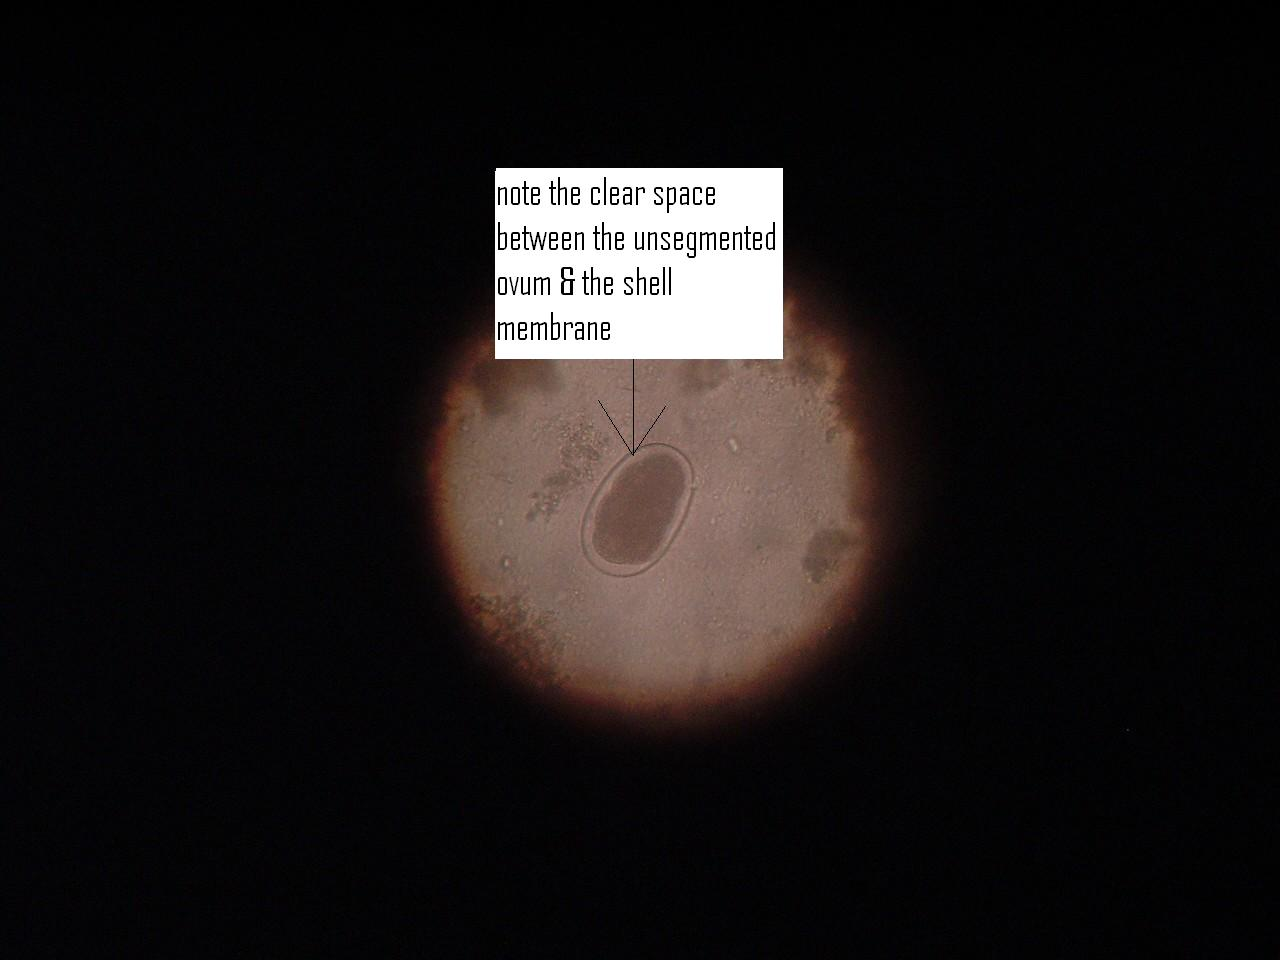 note the clear space
between the unsegmented
ovum & the shell
membrane